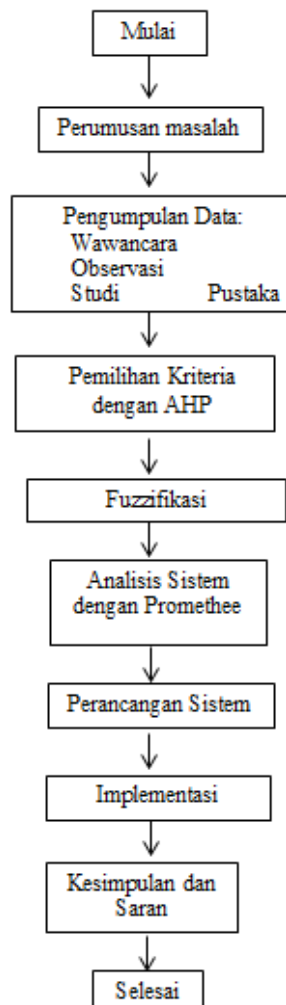 Mulai
Perumusan masalah
Pengumpulan Data:
Wawancara
Observasi
Studi Pustaka
Pemilihan Kriteria
dengan AHP
Fuzzifikasi
Analisis Sistem
dengan Promethee
Perancangan Sistem
Implementasi
Kesimpulan dan
Saran
Selesai